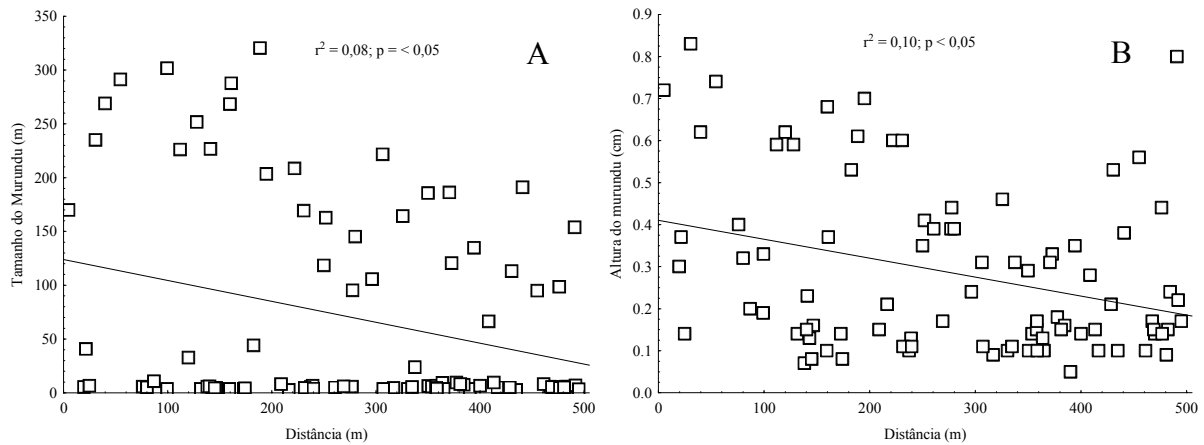 r² = 0,08; p = < 0,05
A
350
300
250
200
150
100
50
0
Tamanho do Murundu (m)
0 100 200 300 400 500
Distância (m)
r² = 0,10; p < 0,05
B
0.9
0.8
0.7
0.6
0.5
0.4
0.3
0.2
0.1
0.0
Altura do murundu (cm)
0 100 200 300 400 500
Distância (m)